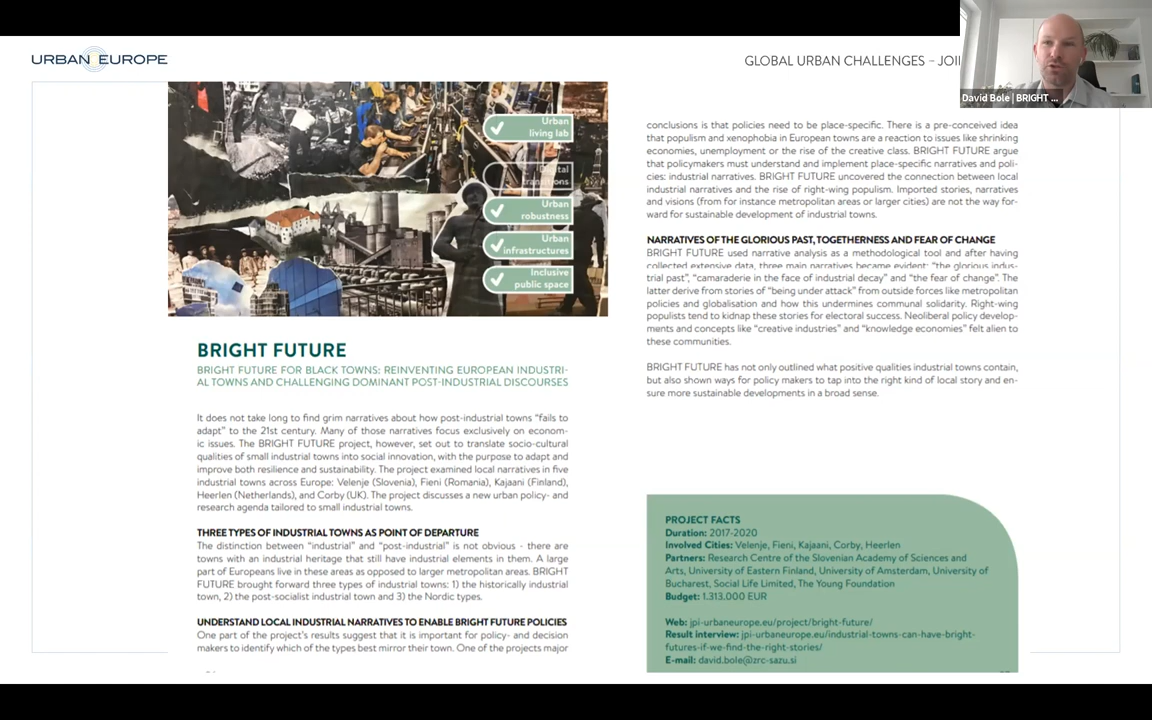 URBAN EUROPE
GLOBAL URBAN CHALLENGES – JOI
David Bole | BRIGHT ...
Urban
living lab
Digital
transitions
Urban
robustness
Urban
infrastructures
Inclusive
public space
BRIGHT FUTURE
BRIGHT FUTURE FOR BLACK TOWNS: REINVENTING EUROPEAN INDUSTRI-
AL TOWNS AND CHALLENGING DOMINANT POST-INDUSTRIAL DISCOURSES
It does not take long to find grim narratives about how post-industrial towns “fails to
adapt” to the 21st century. Many of those narratives focus exclusively on econom-
ic issues. The BRIGHT FUTURE project, however, set out to translate socio-cultural
qualities of small industrial towns into social innovation, with the purpose to adapt and
improve both resilience and sustainability. The project examined local narratives in five
industrial towns across Europe: Velenje (Slovenia), Fieni (Romania), Kajaani (Finland),
Heerlen (Netherlands), and Corby (UK). The project discusses a new urban policy- and
research agenda tailored to small industrial towns.
THREE TYPES OF INDUSTRIAL TOWNS AS POINT OF DEPARTURE
The distinction between “industrial” and “post-industrial” is not obvious - there are
towns with an industrial heritage that still have industrial elements in them. A large
part of Europeans live in these areas as opposed to larger metropolitan areas. BRIGHT
FUTURE brought forward three types of industrial towns: 1) the historically industrial
town, 2) the post-socialist industrial town and 3) the Nordic types.
UNDERSTAND LOCAL INDUSTRIAL NARRATIVES TO ENABLE BRIGHT FUTURE POLICIES
One part of the project’s results suggest that it is important for policy- and decision
makers to identify which of the types best mirror their town. One of the projects major
conclusions is that policies need to be place-specific. There is a pre-conceived idea
that populism and xenophobia in European towns are a reaction to issues like shrinking
economies, unemployment or the rise of the creative class. BRIGHT FUTURE argue
that policymakers must understand and implement place-specific narratives and poli-
cies: industrial narratives. BRIGHT FUTURE uncovered the connection between local
industrial narratives and the rise of right-wing populism. Imported stories, narratives
and visions (from for instance metropolitan areas or larger cities) are not the way for-
ward for sustainable development of industrial towns.
NARRATIVES OF THE GLORIOUS PAST, TOGETHERNESS AND FEAR OF CHANGE
BRIGHT FUTURE used narrative analysis as a methodological tool and after having
collected extensive data, three main narratives became evident: “the glorious indus-
trial past”, “camaraderie in the face of industrial decay” and “the fear of change”. The
latter derive from stories of “being under attack” from outside forces like metropolitan
policies and globalisation and how this undermines communal solidarity. Right-wing
populists tend to kidnap these stories for electoral success. Neoliberal policy develop-
ments and concepts like “creative industries” and “knowledge economies” felt alien to
these communities.
BRIGHT FUTURE has not only outlined what positive qualities industrial towns contain,
but also shown ways for policy makers to tap into the right kind of local story and en-
sure more sustainable developments in a broad sense.
PROJECT FACTS
Duration: 2017-2020
Involved Cities: Velenje, Fieni, Kajaani, Corby, Heerlen
Partners: Research Centre of the Slovenian Academy of Sciences and
Arts, University of Eastern Finland, University of Amsterdam, University of
Bucharest, Social Life Limited, The Young Foundation
Budget: 1.313.000 EUR
Web: jpi-urbaneurope.eu/project/bright-future/
Result interview: jpi-urbaneurope.eu/industrial-towns-can-have-bright-
futures-if-we-find-the-right-stories/
E-mail: david.bole@zrc-sazu.si